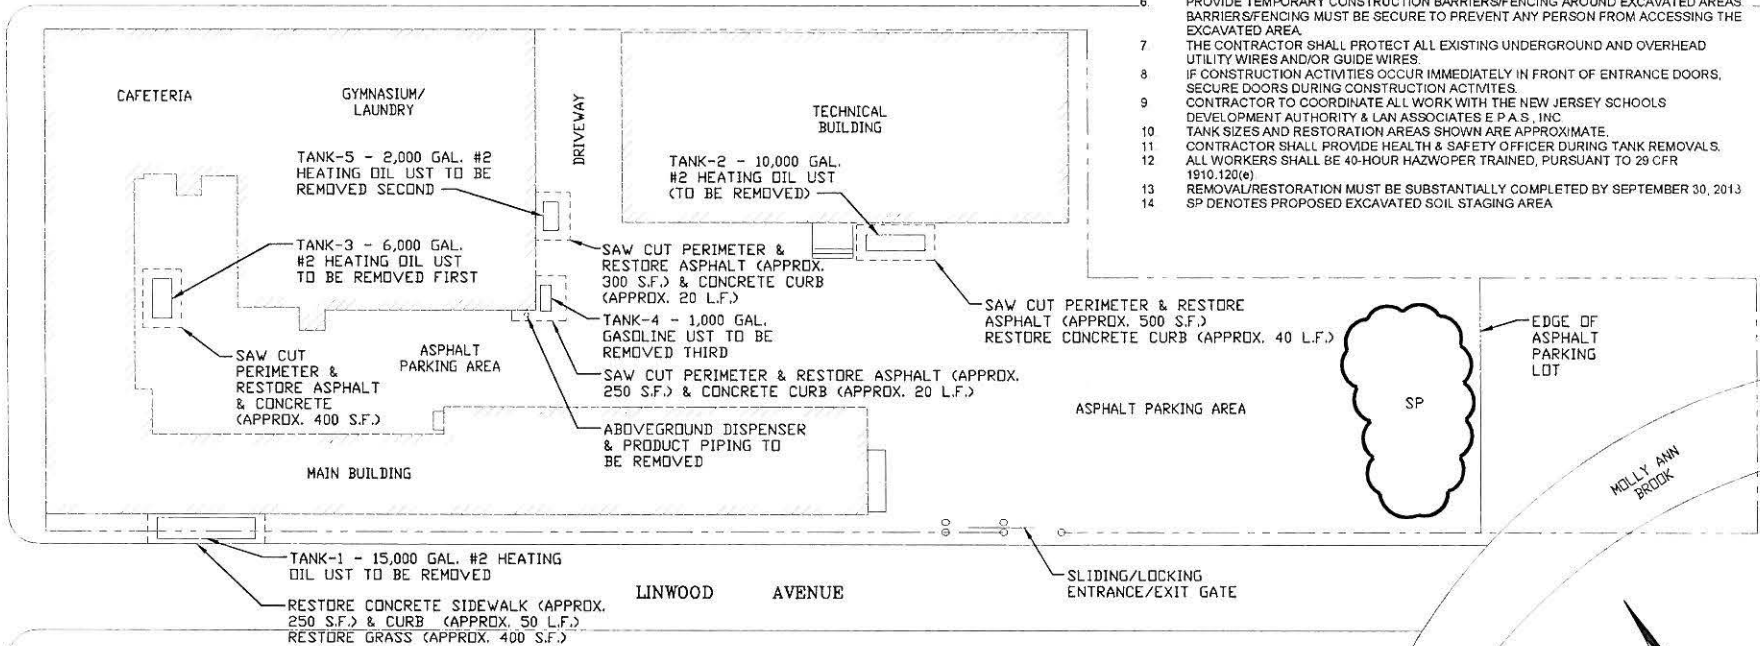 6. PROVIDE TEMPORARY CONSTRUCTION BARRIERS/FENCING AROUND EXCAVATED AREAS.
BARRIERS/FENCING MUST BE SECURE TO PREVENT ANY PERSON FROM ACCESSING THE
EXCAVATED AREA.
7 THE CONTRACTOR SHALL PROTECT ALL EXISTING UNDERGROUND AND OVERHEAD
UTILITY WIRES AND/OR GUIDE WIRES.
8 IF CONSTRUCTION ACTIVITIES OCCUR IMMEDIATELY IN FRONT OF ENTRANCE DOORS,
SECURE DOORS DURING CONSTRUCTION ACTIVITES.
9 CONTRACTOR TO COORDINATE ALL WORK WITH THE NEW JERSEY SCHOOLS
DEVELOPMENT AUTHORITY & LAN ASSOCIATES E.P.A.S., INC
10 TANK SIZES AND RESTORATION AREAS SHOWN ARE APPROXIMATE.
11 CONTRACTOR SHALL PROVIDE HEALTH & SAFETY OFFICER DURING TANK REMOVALS.
12 ALL WORKERS SHALL BE 40-HOUR HAZWOPER TRAINED, PURSUANT TO 29 CFR
1910.120(e)
13 REMOVAL/RESTORATION MUST BE SUBSTANTIALLY COMPLETED BY SEPTEMBER 30, 2013
14 SP DENOTES PROPOSED EXCAVATED SOIL STAGING AREA
CAFETERIA
GYMNASIUM/
LAUNDRY
DRIVEWAY
TECHNICAL
BUILDING
TANK-5 - 2,000 GAL. #2
HEATING OIL UST TO BE
REMOVED SECOND
TANK-2 - 10,000 GAL.
#2 HEATING OIL UST
(TO BE REMOVED)
TANK-3 - 6,000 GAL.
#2 HEATING OIL UST
TO BE REMOVED FIRST
SAW CUT PERIMETER &
RESTORE ASPHALT (APPROX.
300 S.F.) & CONCRETE CURB
(APPROX. 20 L.F.)
SAW CUT PERIMETER & RESTORE
ASPHALT (APPROX. 500 S.F.)
RESTORE CONCRETE CURB (APPROX. 40 L.F.)
TANK-4 - 1,000 GAL.
GASOLINE UST TO BE
REMOVED THIRD
EDGE OF
ASPHALT
PARKING
LOT
SAW CUT
PERIMETER &
RESTORE ASPHALT
& CONCRETE
(APPROX. 400 S.F.)
ASPHALT
PARKING AREA
SAW CUT PERIMETER & RESTORE ASPHALT (APPROX.
250 S.F.) & CONCRETE CURB (APPROX. 20 L.F.)
ASPHALT PARKING AREA
SP
ABOVEGROUND DISPENSER
& PRODUCT PIPING TO
BE REMOVED
MAIN BUILDING
MOLLY ANN
BROOK
TANK-1 - 15,000 GAL. #2 HEATING
OIL UST TO BE REMOVED
SLIDING/LOCKING
ENTRANCE/EXIT GATE
LINWOOD AVENUE
RESTORE CONCRETE SIDEWALK (APPROX.
250 S.F.) & CURB (APPROX. 50 L.F.)
RESTORE GRASS (APPROX. 400 S.F.)